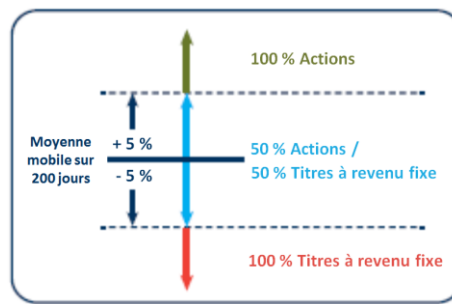 100 % Actions
Moyenne
mobile sur
200 jours
+ 5 %
- 5 %
50 % Actions /
50 % Titres à revenu fixe
100 % Titres à revenu fixe